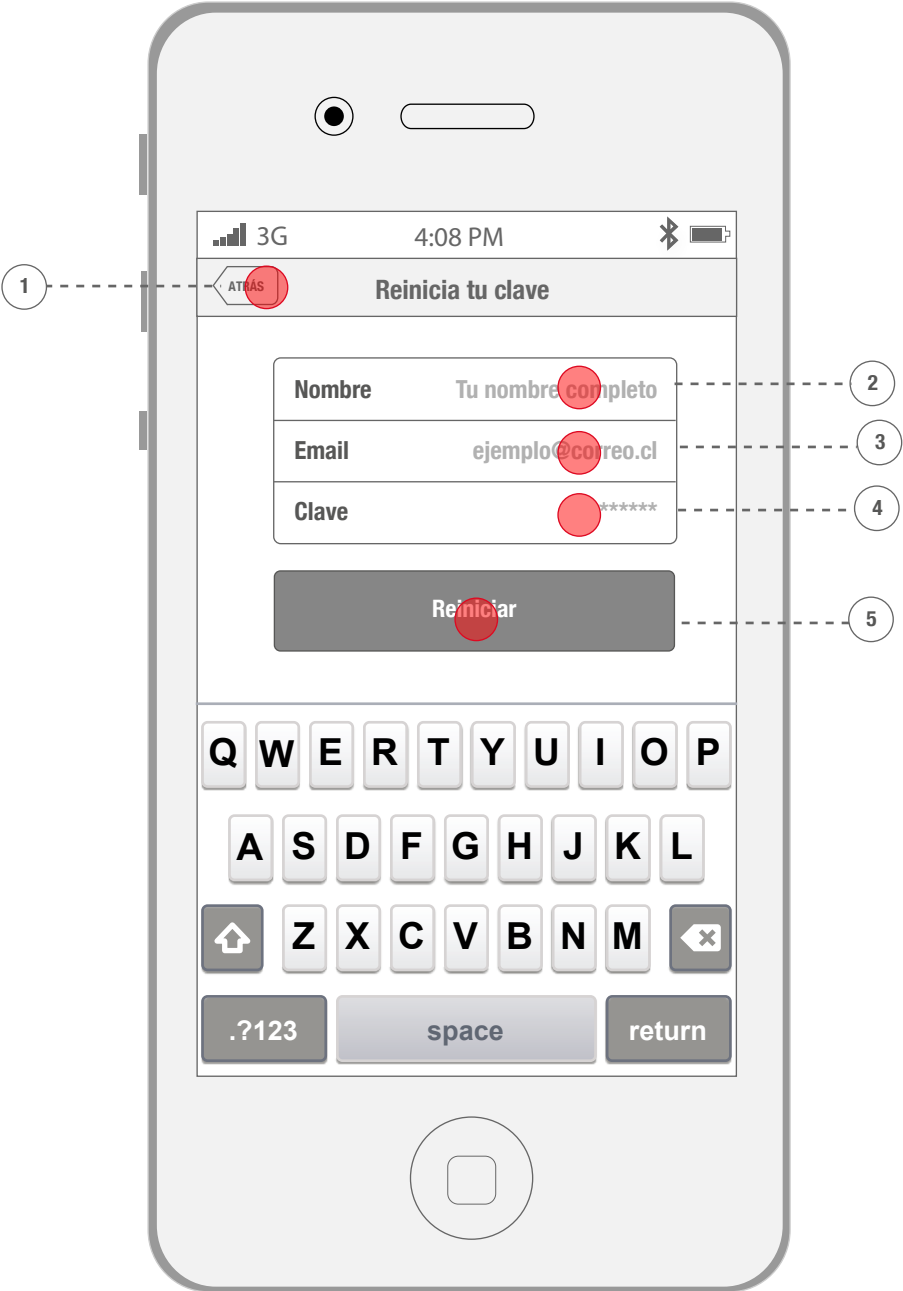 3G 4:08 PM
1
ATRÁS Reinicia tu clave
Nombre Tu nombre completo 2
Email ejemplo@correo.cl 3
Clave ****** 4
Reiniciar 5
Q W E R T Y U I O P
A S D F G H J K L
Z X C V B N M
.?123 space return